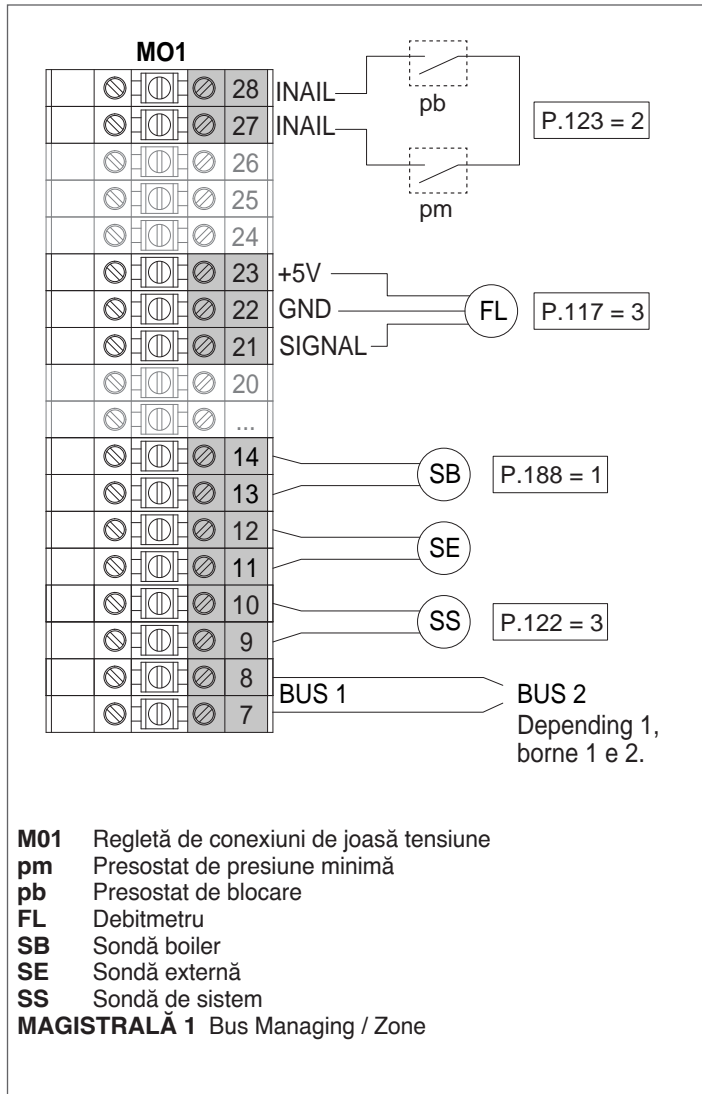 MO1
28 INAIL
pb
27 INAIL
P.123 = 2
26
pm
25
24
23 +5V
22 GND FL P.117 = 3
21 SIGNAL
20
...
14
SB P.188 = 1
13
12
SE
11
10
SS P.122 = 3
9
8
BUS 1 BUS 2
7
Depending 1,
borne 1 e 2.
M01 Regletă de conexiuni de joasă tensiune
pm Presostat de presiune minimă
pb Presostat de blocare
FL Debitmetru
SB Sondă boiler
SE Sondă externă
SS Sondă de sistem
MAGISTRALĂ 1 Bus Managing / Zone